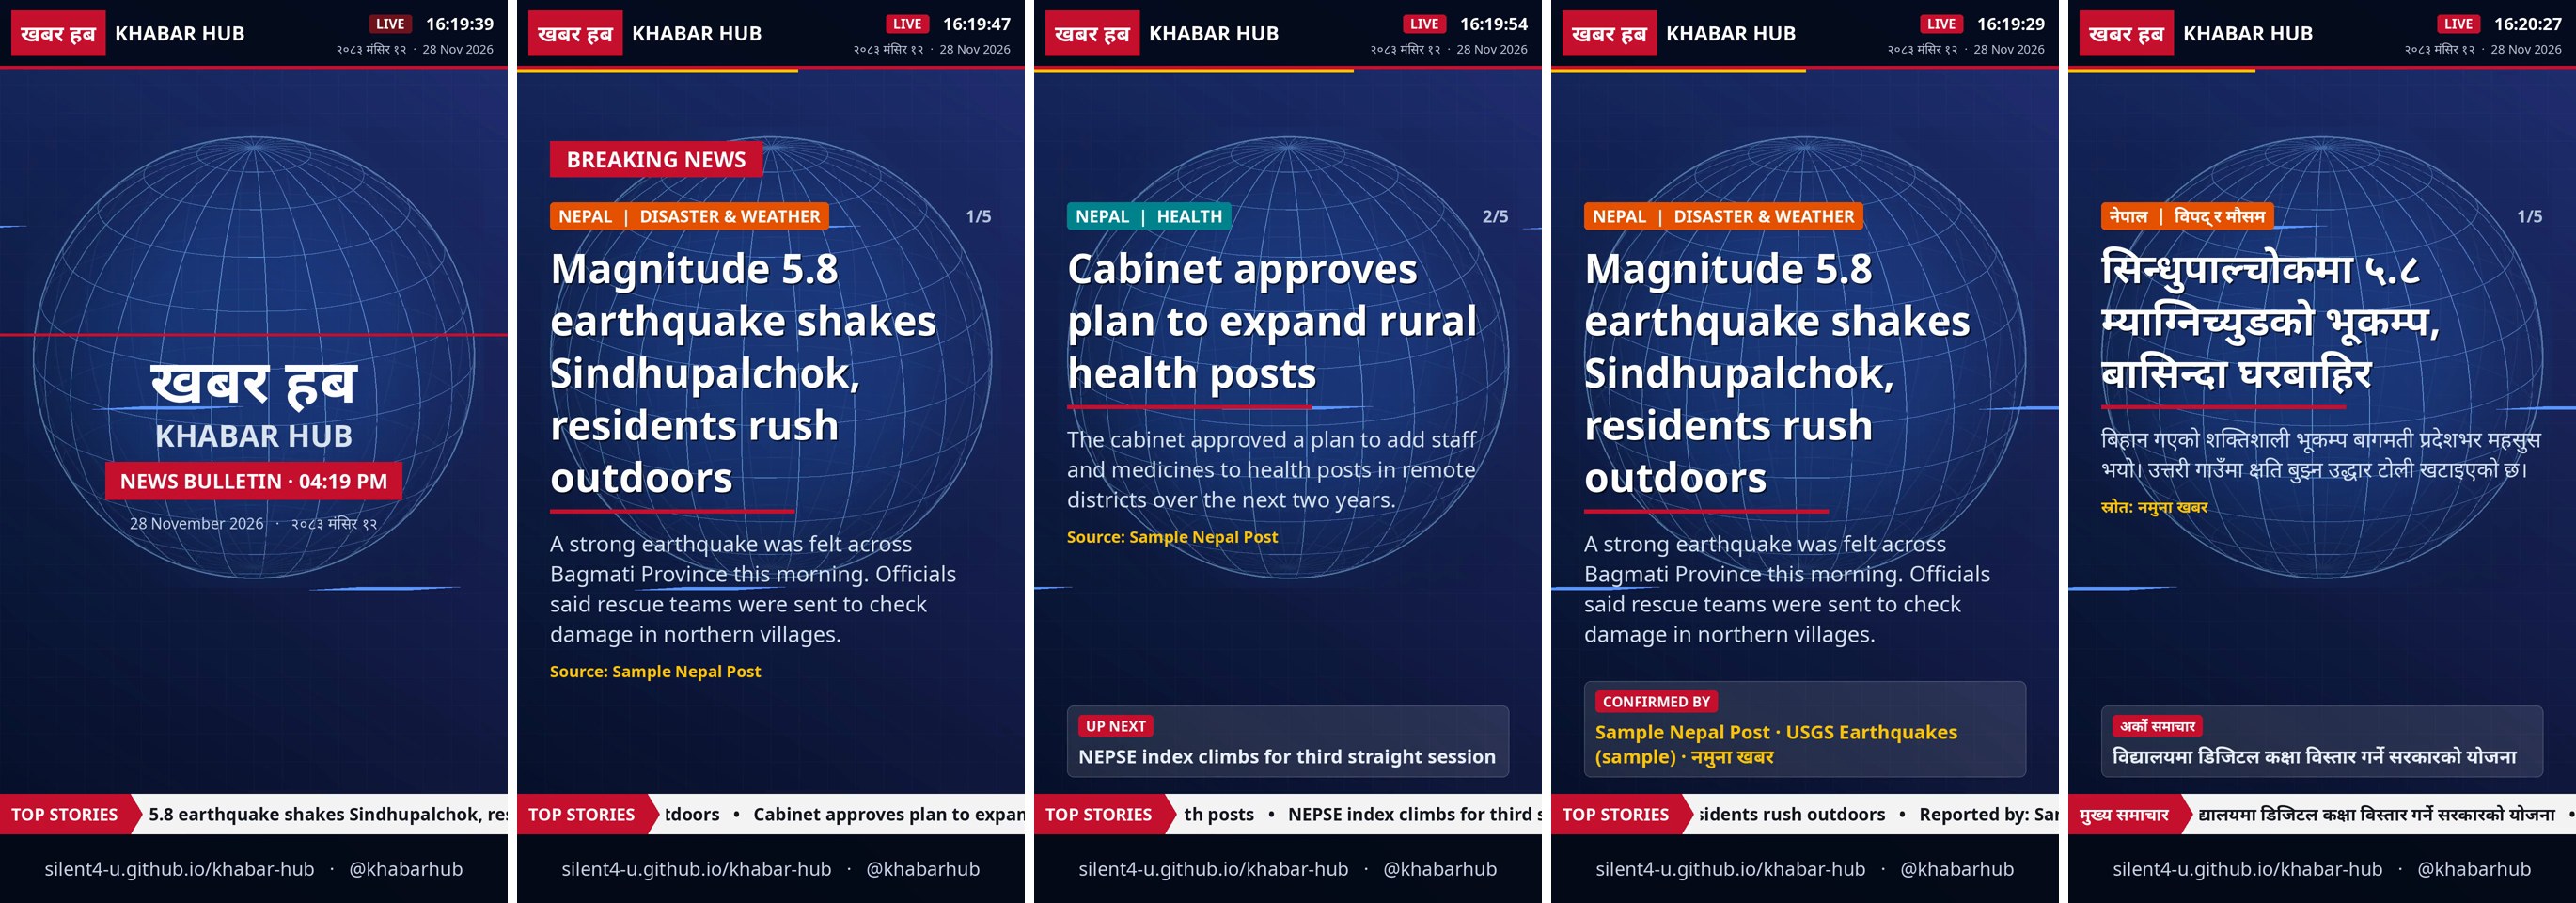 खबर हब KHABAR HUB LIVE 16:19:39
२०८३ मंसिर १२ · 28 Nov 2026
खबर हब
KHABAR HUB
NEWS BULLETIN · 04:19 PM
28 November 2026 · २०८३ मंसिर १२
TOP STORIES 5.8 earthquake shakes Sindhupalchok, res
silent4-u.github.io/khabar-hub · @khabarhub
खबर हब KHABAR HUB LIVE 16:19:47
२०८३ मंसिर १२ · 28 Nov 2026
BREAKING NEWS
NEPAL | DISASTER & WEATHER 1/5
Magnitude 5.8
earthquake shakes
Sindhupalchok,
residents rush
outdoors
A strong earthquake was felt across
Bagmati Province this morning. Officials
said rescue teams were sent to check
damage in northern villages.
Source: Sample Nepal Post
TOP STORIES tdoors • Cabinet approves plan to expan
silent4-u.github.io/khabar-hub · @khabarhub
खबर हब KHABAR HUB LIVE 16:19:54
२०८३ मंसिर १२ · 28 Nov 2026
NEPAL | HEALTH 2/5
Cabinet approves
plan to expand rural
health posts
The cabinet approved a plan to add staff
and medicines to health posts in remote
districts over the next two years.
Source: Sample Nepal Post
UP NEXT
NEPSE index climbs for third straight session
TOP STORIES th posts • NEPSE index climbs for third s
silent4-u.github.io/khabar-hub · @khabarhub
खबर हब KHABAR HUB LIVE 16:19:29
२०८३ मंसिर १२ · 28 Nov 2026
NEPAL | DISASTER & WEATHER
Magnitude 5.8
earthquake shakes
Sindhupalchok,
residents rush
outdoors
A strong earthquake was felt across
Bagmati Province this morning. Officials
said rescue teams were sent to check
damage in northern villages.
CONFIRMED BY
Sample Nepal Post · USGS Earthquakes
(sample) · नमुना खबर
TOP STORIES sidents rush outdoors • Reported by: Sar
silent4-u.github.io/khabar-hub · @khabarhub
खबर हब KHABAR HUB LIVE 16:20:27
२०८३ मंसिर १२ · 28 Nov 2026
नेपाल | विपद् र मौसम 1/5
सिन्धुपाल्चोकमा ५.८
म्याग्निच्युडको भूकम्प,
बासिन्दा घरबाहिर
बिहान गएको शक्तिशाली भूकम्प बागमती प्रदेशभर महसुस
भयो। उत्तरी गाउँमा क्षति बुझ्न उद्धार टोली खटाइएको छ।
स्रोत: नमुना खबर
अर्को समाचार
विद्यालयमा डिजिटल कक्षा विस्तार गर्ने सरकारको योजना
मुख्य समाचार द्यालयमा डिजिटल कक्षा विस्तार गर्ने सरकारको योजना •
silent4-u.github.io/khabar-hub · @khabarhub